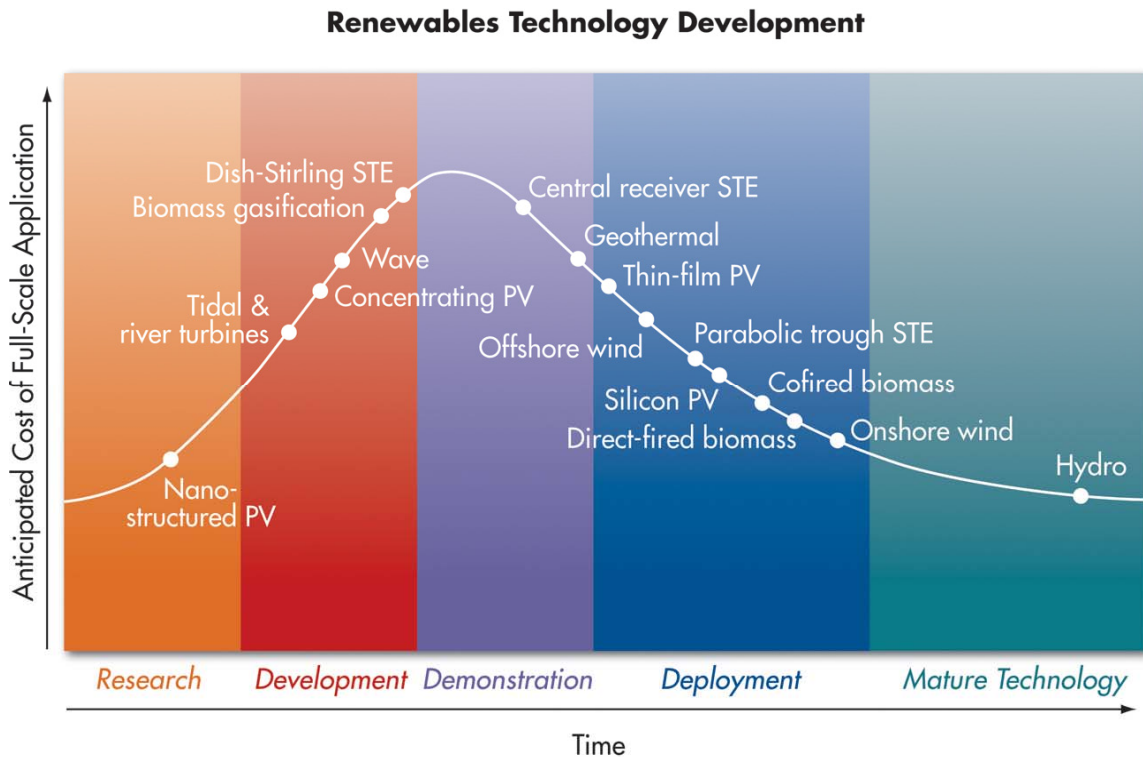 Renewables Technology Development
Anticipated Cost of Full-Scale Application
Dish-Stirling STE
Biomass gasification
Wave
Concentrating PV
Tidal &
river turbines
Nano-
structured PV
Central receiver STE
Geothermal
Thin-film PV
Offshore wind
Parabolic trough STE
Silicon PV
Cofired biomass
Direct-fired biomass
Onshore wind
Hydro
Research
Development
Demonstration
Deployment
Mature Technology
Time